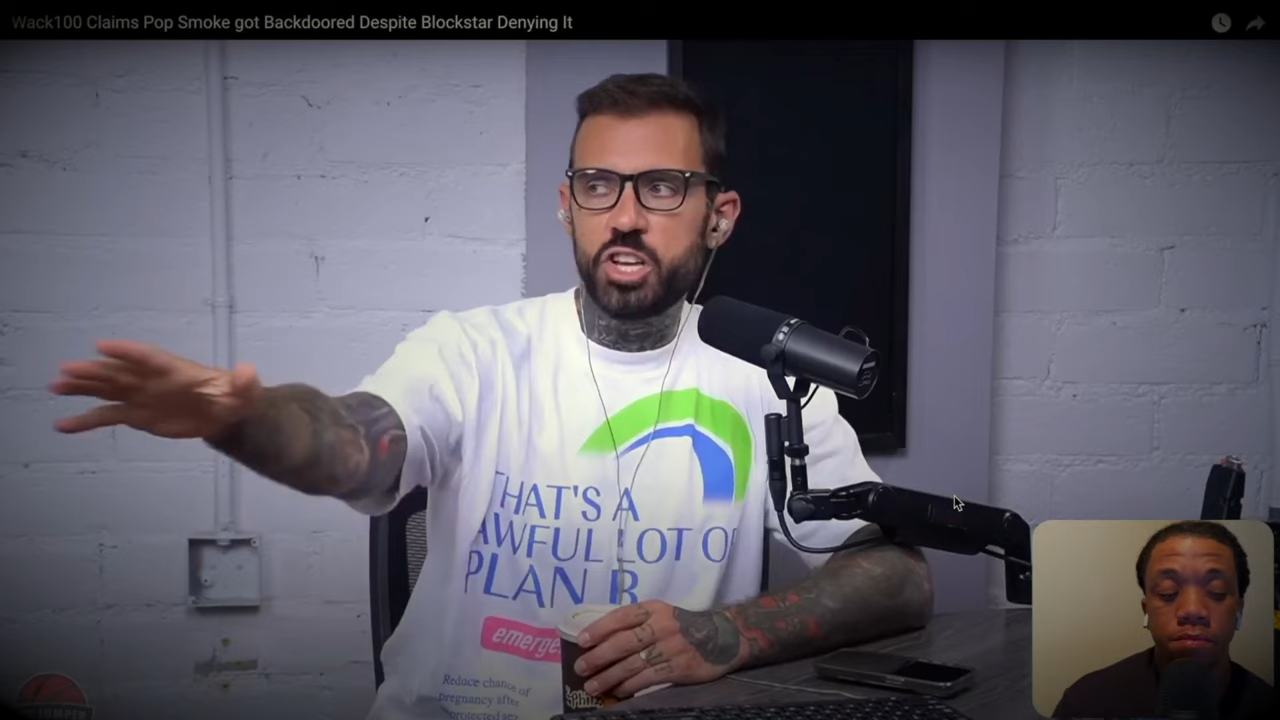 Wack100 Claims Pop Smoke got Backdoored Despite Blockstar Denying It
THAT'S A
AWFUL LOT OF
PLAN B
emerge
Reduce chance of
pregnancy after